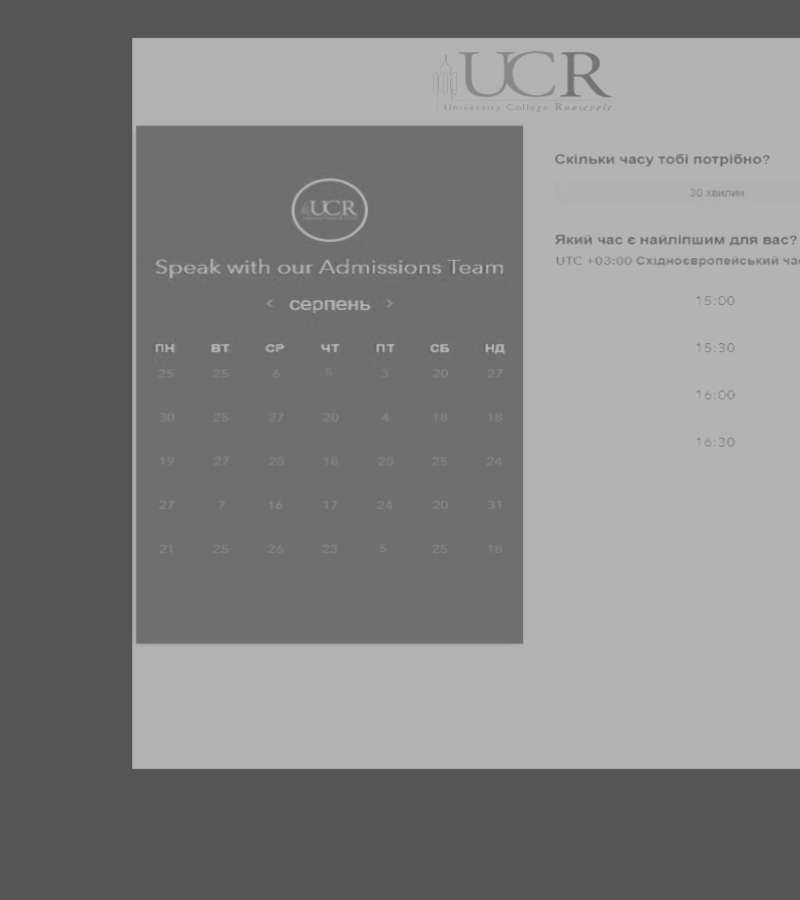 UCR
University College Roosevelt
UCR
Speak with our Admissions Team
< серпень >
ПН ВТ СР ЧТ ПТ СБ НД
25 25 6 5 3 20 27
30 25 27 20 4 18 18
19 27 28 18 28 25 24
27 7 16 17 24 20 31
21 25 26 23 5 25 18
Скільки часу тобі потрібно?
30 хвилин
Який час є найліпшим для вас?
UTC +03:00 Східноєвропейський
15:00
15:30
16:00
16:30